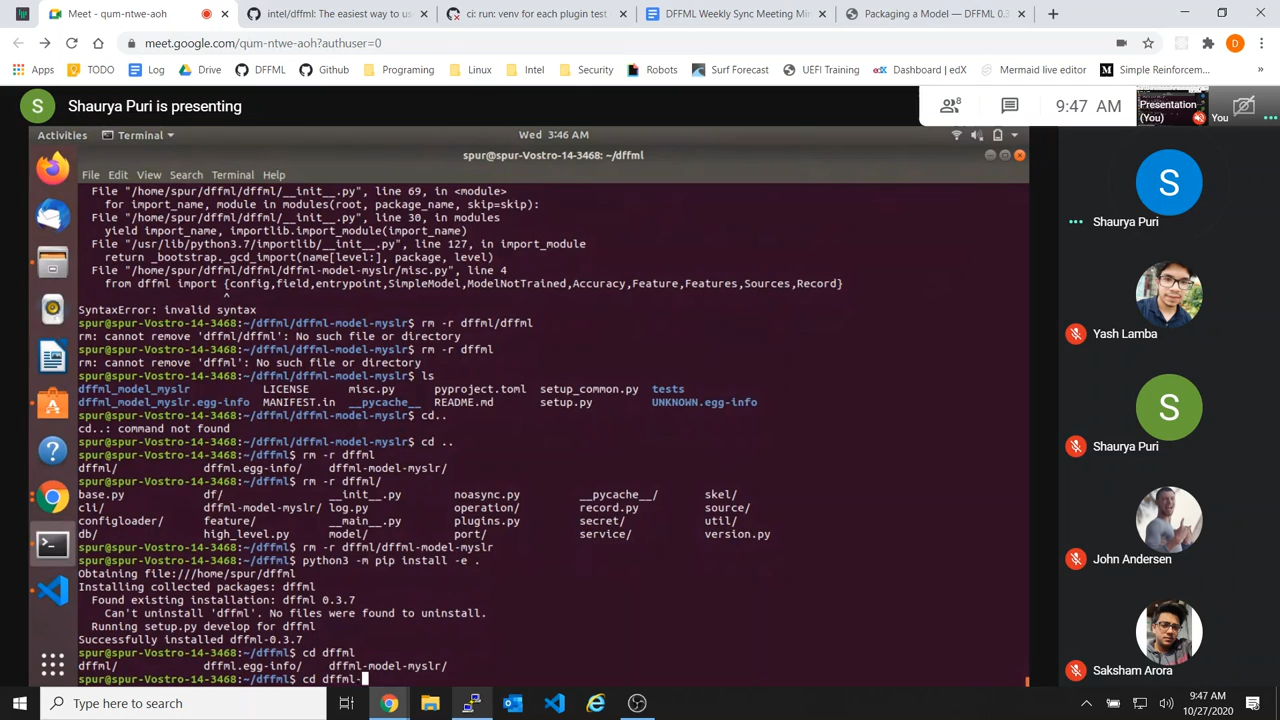 Meet - qum-ntwe-aoh
intel/dffml: The easiest way to us
ci: run: venv for each plugin test
DFFML Weekly Sync Meeting Mi
Packaging a Model — DFFML 0.3
meet.google.com/qum-ntwe-aoh?authuser=0
Apps TODO Log Drive DFFML Github Programing Linux Intel Security Robots Surf Forecast UEFI Training Dashboard | edX Mermaid live editor Simple Reinforcem...
S Shaurya Puri is presenting
8
9:47 AM
Presentation
(You)
You
Activities Terminal Wed 3:46 AM
spur@spur-Vostro-14-3468: ~/dffml
File Edit View Search Terminal Help
File "/home/spur/dffml/dffml/__init__.py", line 69, in <module>
for import_name, module in modules(root, package_name, skip=skip):
File "/home/spur/dffml/dffml/__init__.py", line 30, in modules
yield import_name, importlib.import_module(import_name)
File "/usr/lib/python3.7/importlib/__init__.py", line 127, in import_module
return _bootstrap._gcd_import(name[level:], package, level)
File "/home/spur/dffml/dffml/dffml-model-myslr/misc.py", line 4
from dffml import {config,field,entrypoint,SimpleModel,ModelNotTrained,Accuracy,Feature,Features,Sources,Record}
^
SyntaxError: invalid syntax
spur@spur-Vostro-14-3468:~/dffml/dffml-model-myslr$ rm -r dffml/dffml
rm: cannot remove 'dffml/dffml': No such file or directory
spur@spur-Vostro-14-3468:~/dffml/dffml-model-myslr$ rm -r dffml
rm: cannot remove 'dffml': No such file or directory
spur@spur-Vostro-14-3468:~/dffml/dffml-model-myslr$ ls
dffml_model_myslr LICENSE misc.py pyproject.toml setup_common.py tests
dffml_model_myslr.egg-info MANIFEST.in __pycache__ README.md setup.py UNKNOWN.egg-info
spur@spur-Vostro-14-3468:~/dffml/dffml-model-myslr$ cd..
cd..: command not found
spur@spur-Vostro-14-3468:~/dffml/dffml-model-myslr$ cd ..
spur@spur-Vostro-14-3468:~/dffml$ rm -r dffml
dffml/ dffml.egg-info/ dffml-model-myslr/
spur@spur-Vostro-14-3468:~/dffml$ rm -r dffml/
base.py df/ __init__.py noasync.py __pycache__/ skel/
cli/ dffml-model-myslr/ log.py operation/ record.py source/
configloader/ feature/ __main__.py plugins.py secret/ util/
db/ high_level.py model/ port/ service/ version.py
spur@spur-Vostro-14-3468:~/dffml$ rm -r dffml/dffml-model-myslr
spur@spur-Vostro-14-3468:~/dffml$ python3 -m pip install -e .
Obtaining file:///home/spur/dffml
Installing collected packages: dffml
Found existing installation: dffml 0.3.7
Can't uninstall 'dffml'. No files were found to uninstall.
Running setup.py develop for dffml
Successfully installed dffml-0.3.7
spur@spur-Vostro-14-3468:~/dffml$ cd dffml
dffml/ dffml.egg-info/ dffml-model-myslr/
spur@spur-Vostro-14-3468:~/dffml$ cd dffml-
S
Shaurya Puri
Yash Lamba
S
Shaurya Puri
John Andersen
Saksham Arora
Type here to search
9:47 AM
10/27/2020